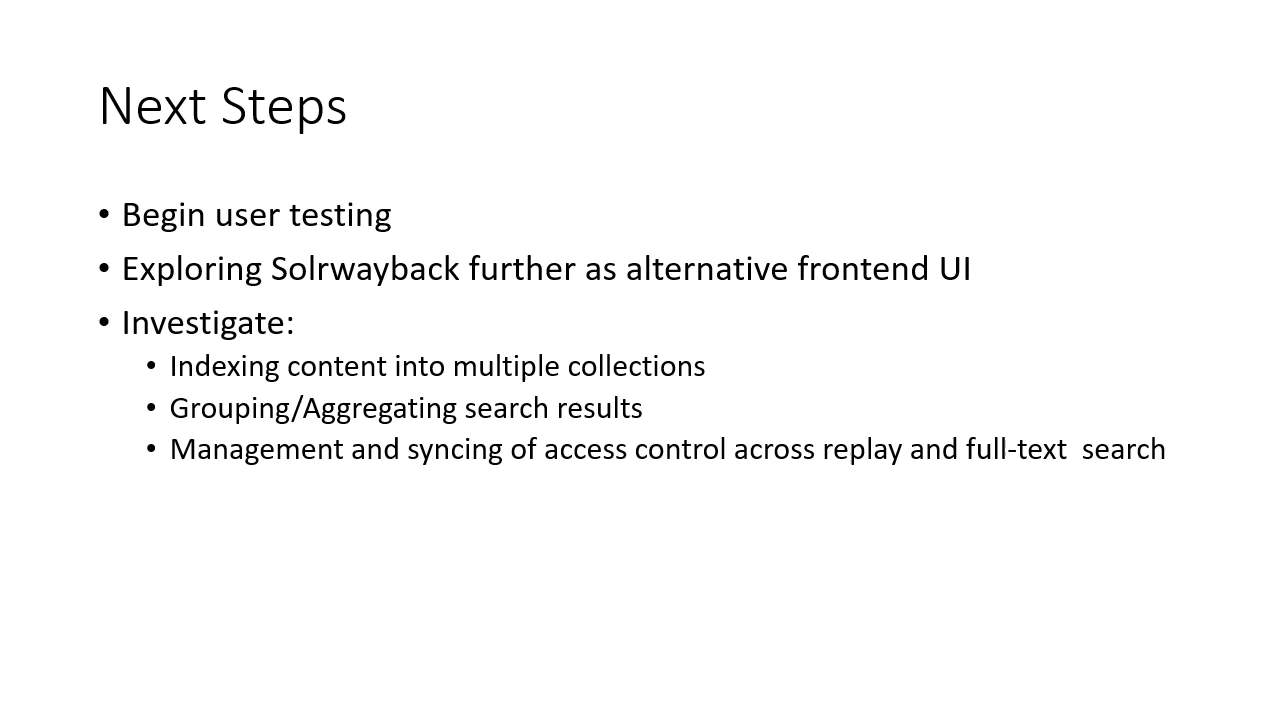 Next Steps
• Begin user testing
• Exploring Solrwayback further as alternative frontend UI
• Investigate:
• Indexing content into multiple collections
• Grouping/Aggregating search results
• Management and syncing of access control across replay and full-text  search